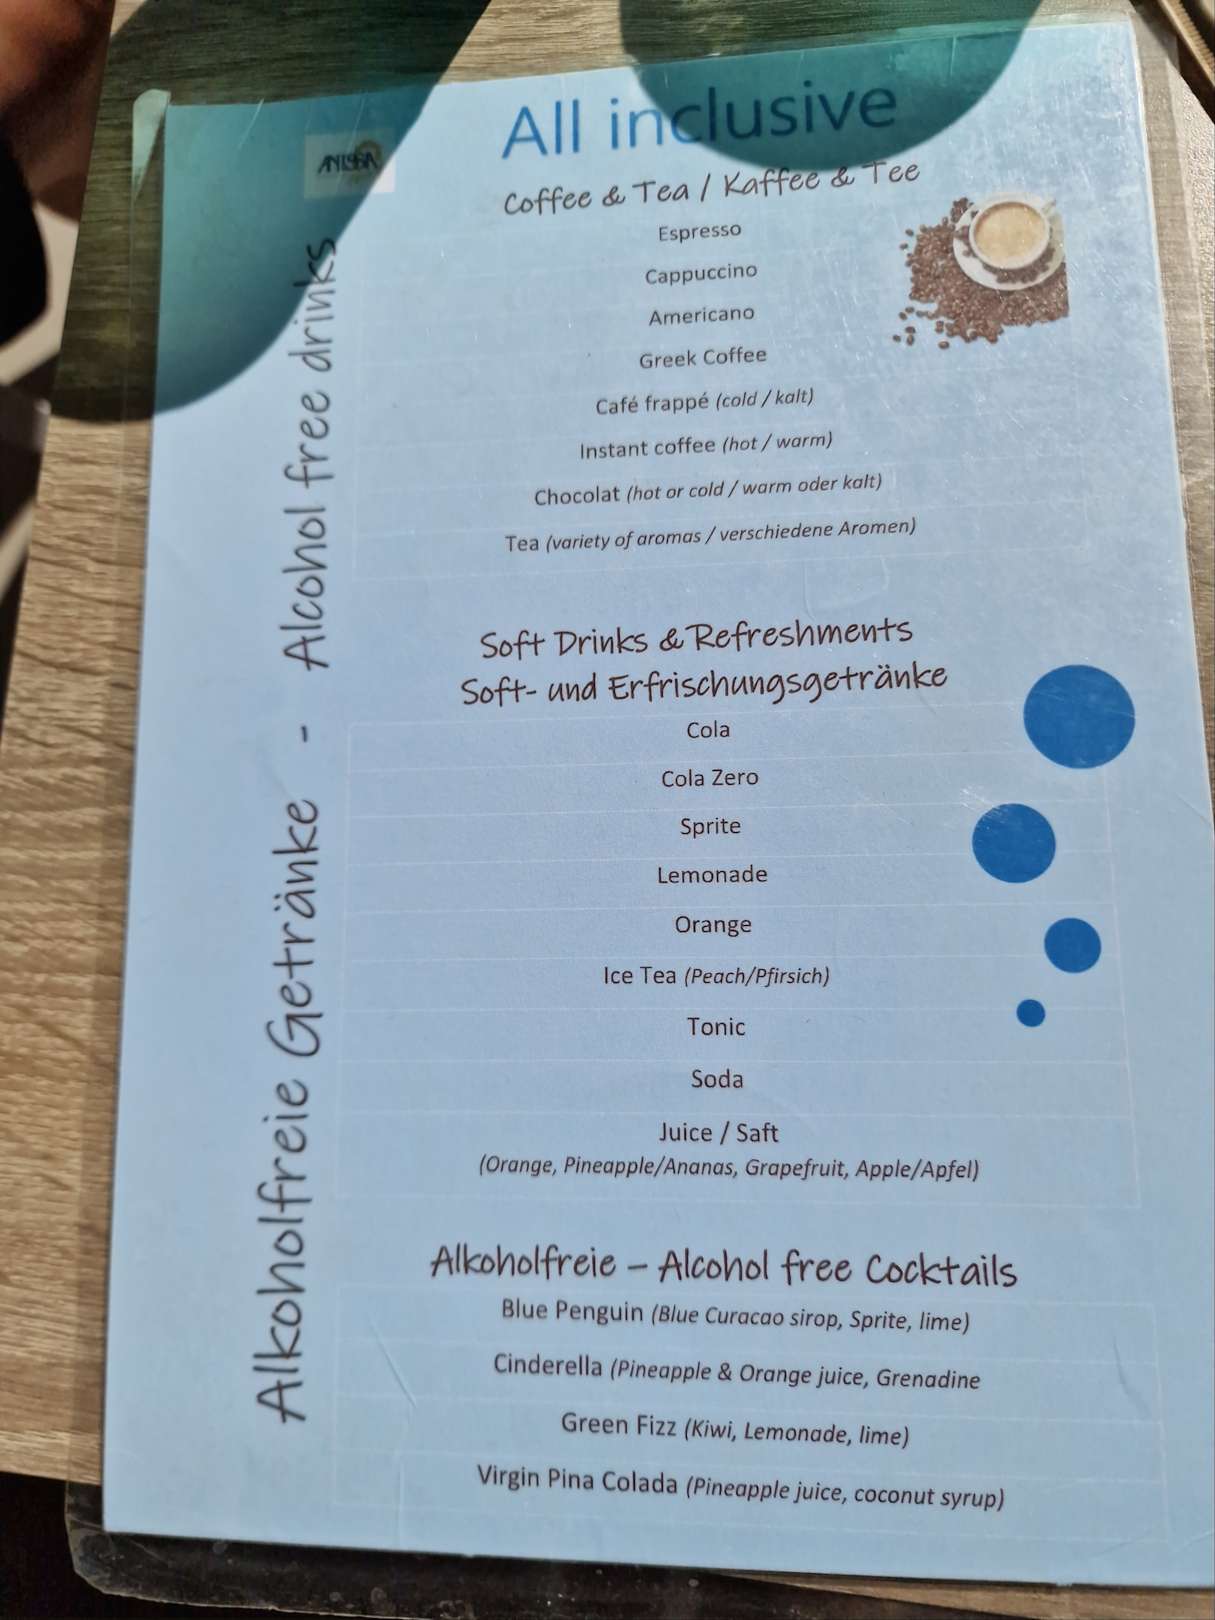 All inclusive
ANISSA
Coffee & Tea / Kaffee & Tee
Espresso
Cappuccino
Americano
Greek Coffee
Café frappé (cold / kalt)
Instant coffee (hot / warm)
Chocolat (hot or cold / warm oder kalt)
Tea (variety of aromas / verschiedene Aromen)
Alkoholfreie Getränke - Alcohol free drinks
Soft Drinks & Refreshments
Soft- und Erfrischungsgetränke
Cola
Cola Zero
Sprite
Lemonade
Orange
Ice Tea (Peach/Pfirsich)
Tonic
Soda
Juice / Saft
(Orange, Pineapple/Ananas, Grapefruit, Apple/Apfel)
Alkoholfreie – Alcohol free Cocktails
Blue Penguin (Blue Curacao sirop, Sprite, lime)
Cinderella (Pineapple & Orange juice, Grenadine
Green Fizz (Kiwi, Lemonade, lime)
Virgin Pina Colada (Pineapple juice, coconut syrup)